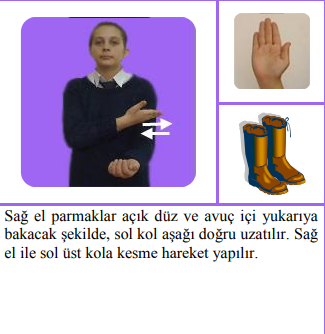 Sağ el parmaklar açık düz ve avuç içi yukarıya
bakacak şekilde, sol kol aşağı doğru uzatılır. Sağ
el ile sol üst kola kesme hareket yapılır.